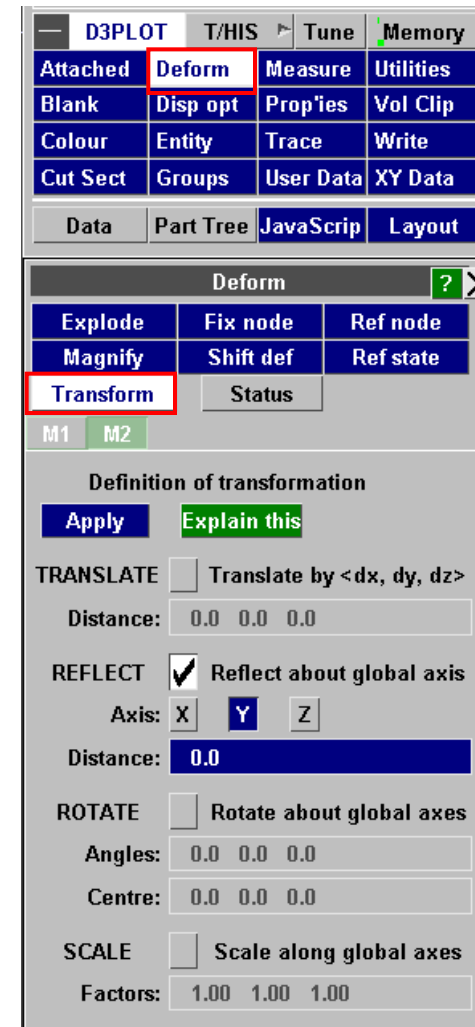 D3PLOT T/HIS Tune Memory
Attached Deform Measure Utilities
Blank Disp opt Prop'ies Vol Clip
Colour Entity Trace Write
Cut Sect Groups User Data XY Data
Data Part Tree JavaScrip Layout
Deform ?
Explode Fix node Ref node
Magnify Shift def Ref state
Transform Status
M1 M2
Definition of transformation
Apply Explain this
TRANSLATE Translate by <dx, dy, dz>
Distance: 0.0 0.0 0.0
REFLECT Reflect about global axis
Axis: X Y Z
Distance: 0.0
ROTATE Rotate about global axes
Angles: 0.0 0.0 0.0
Centre: 0.0 0.0 0.0
SCALE Scale along global axes
Factors: 1.00 1.00 1.00